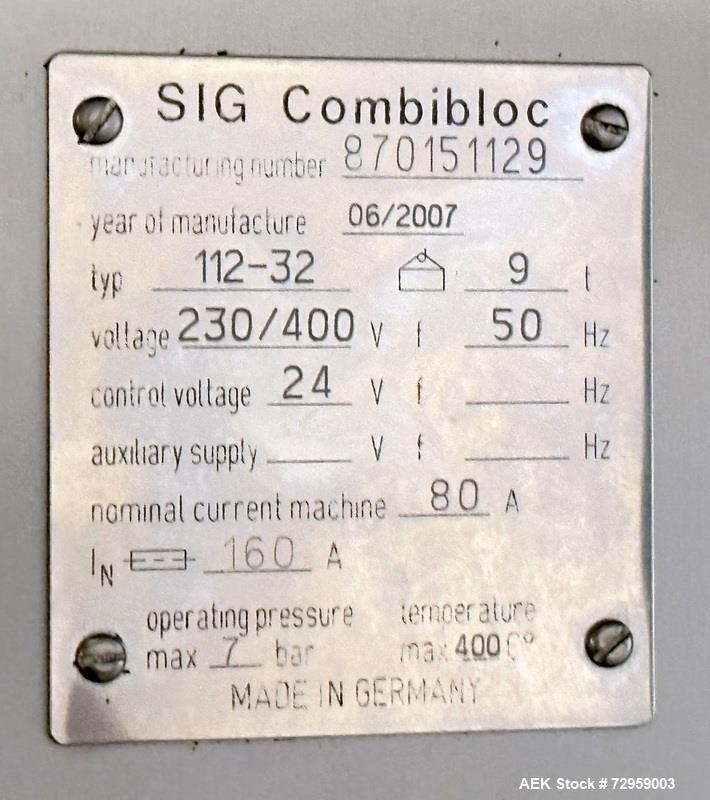 SIG Combibloc
manufacturing number 870151129
year of manufacture 06/2007
typ 112-32 9 t
voltage 230/400 V f 50 Hz
control voltage 24 V f Hz
auxiliary supply V f Hz
nominal current machine 80 A
IN 160 A
operating pressure temperature
max 7 bar max 400 C°
MADE IN GERMANY
AEK Stock # 72959003